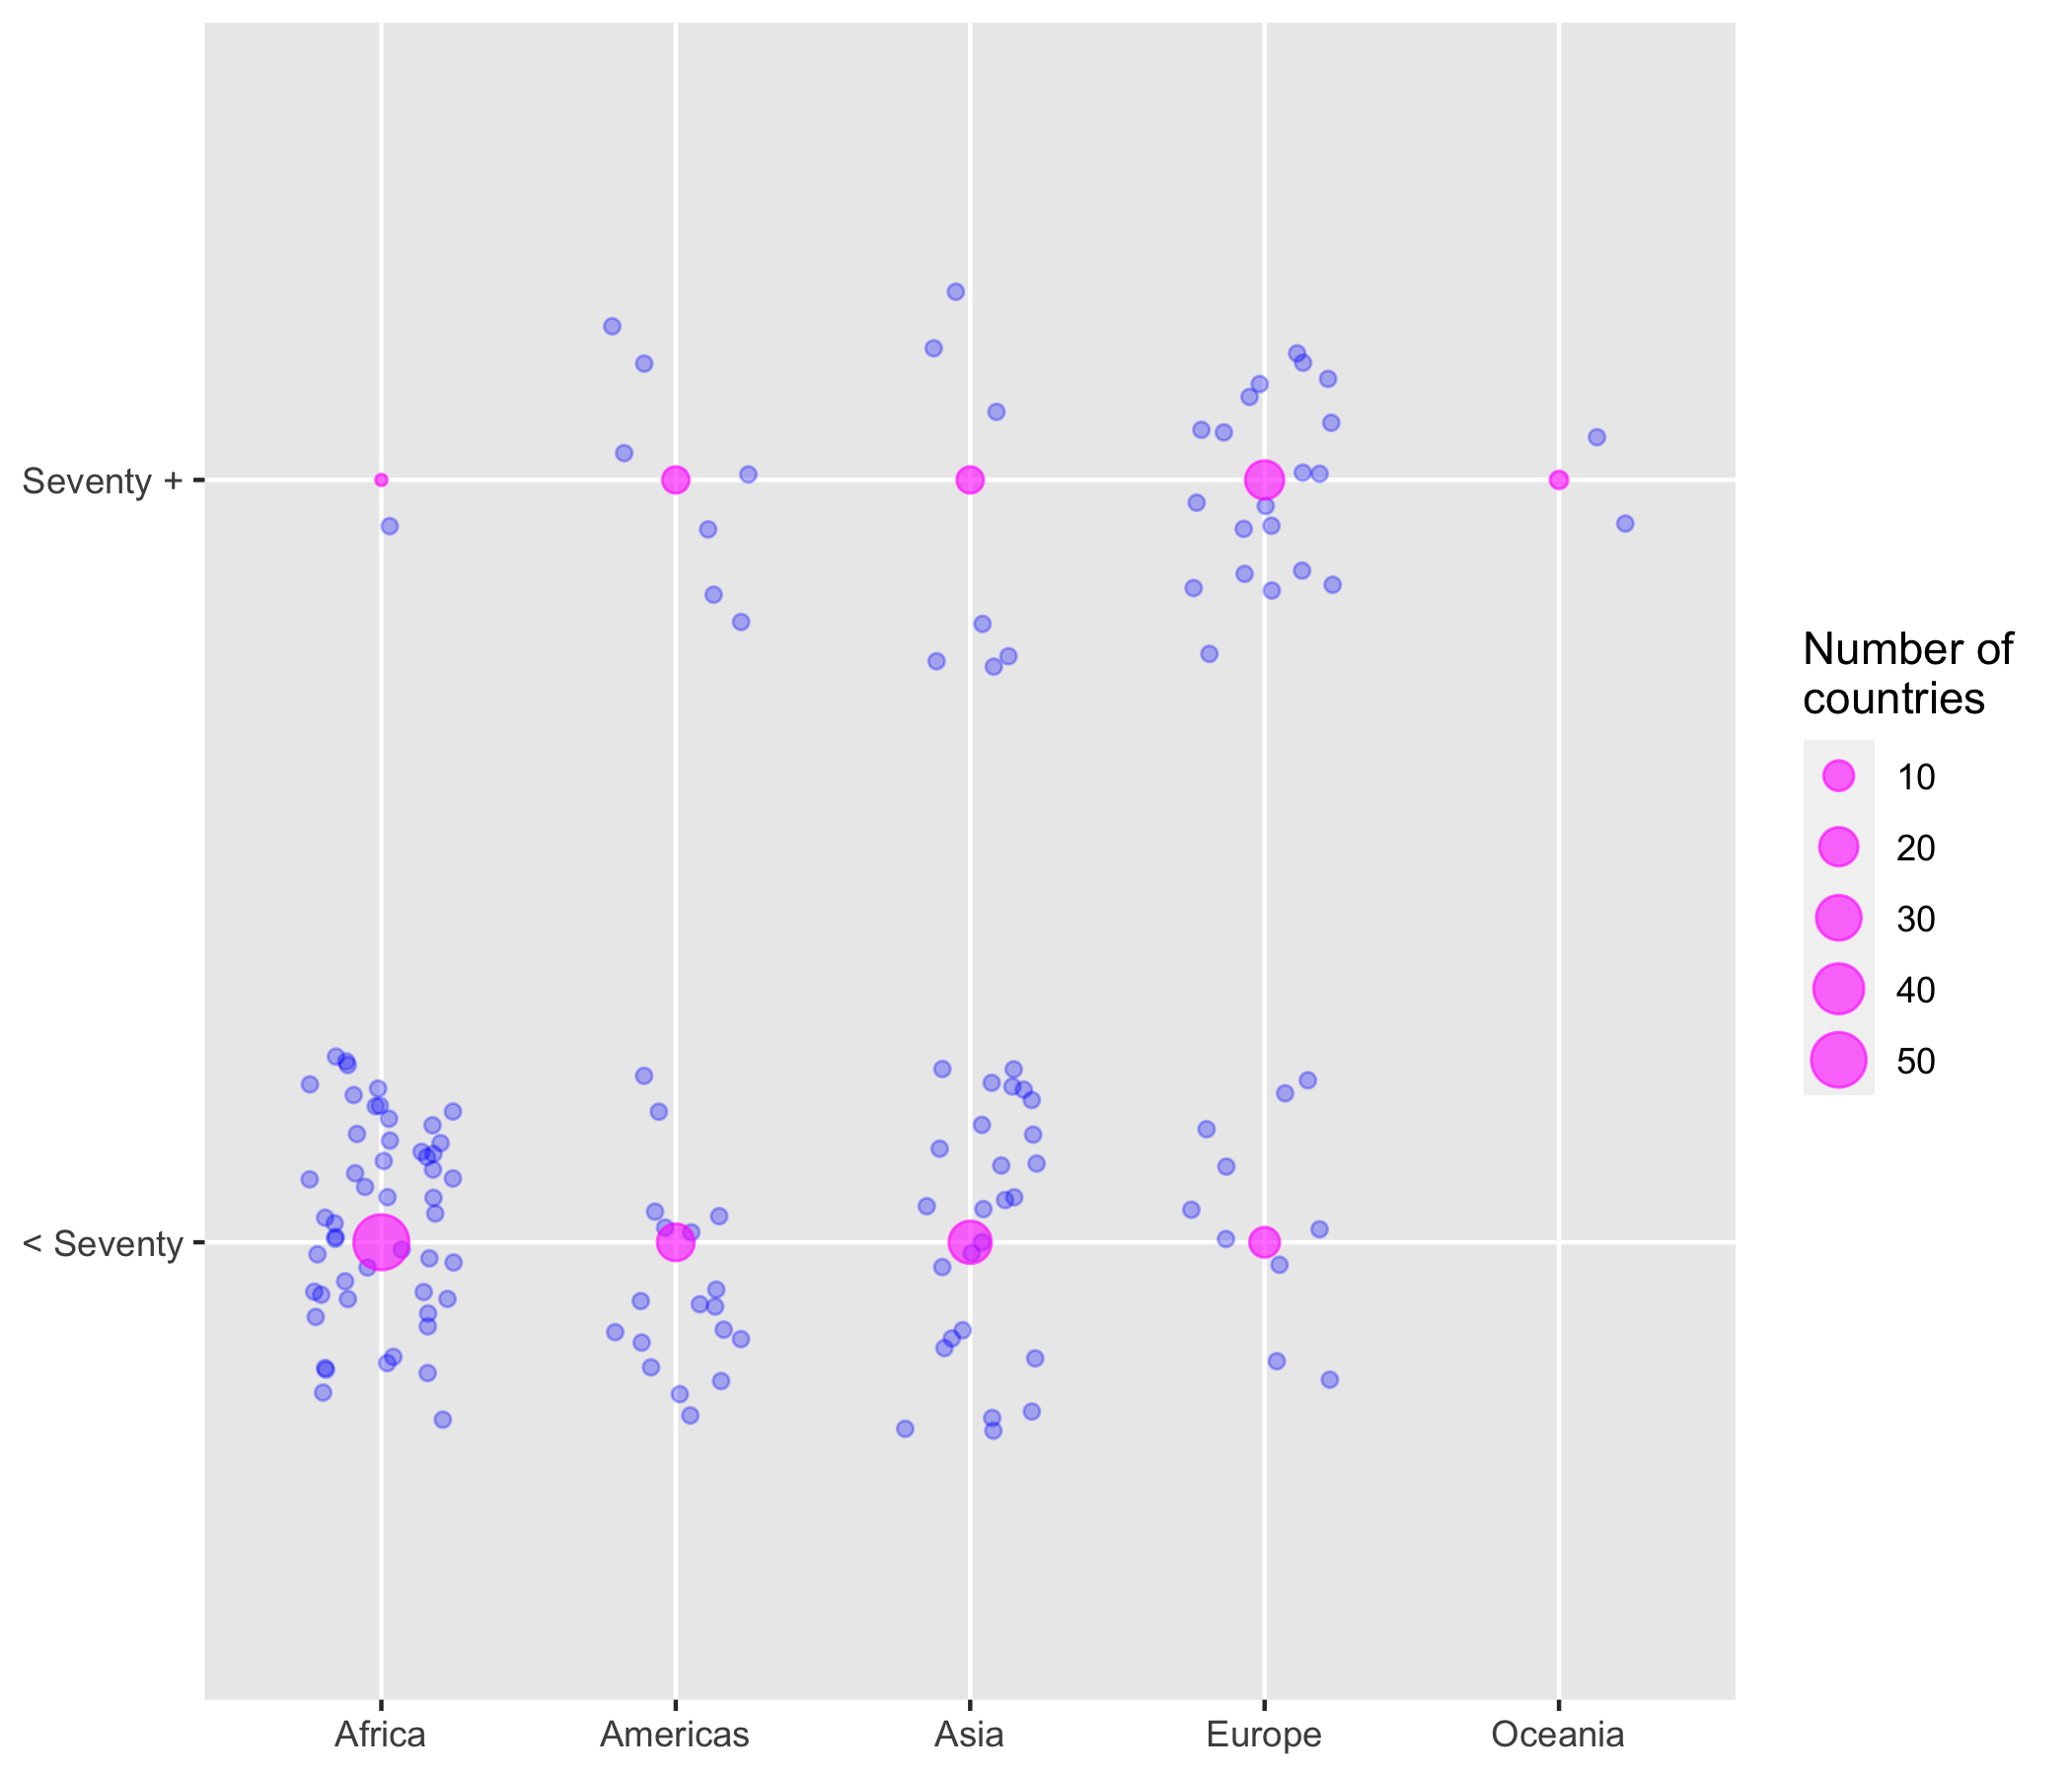 Seventy +
< Seventy
Africa
Americas
Asia
Europe
Oceania
Number of
countries
10
20
30
40
50